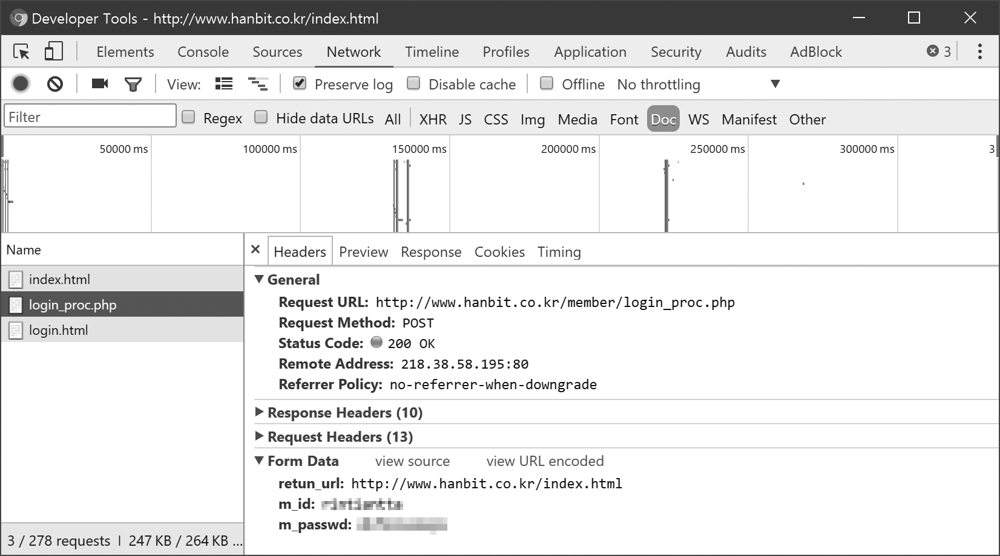 Developer Tools - http://www.hanbit.co.kr/index.html
Elements Console Sources Network Timeline Profiles Application Security Audits AdBlock 3
View: Preserve log Disable cache Offline No throttling
Filter Regex Hide data URLs All XHR JS CSS Img Media Font Doc WS Manifest Other
50000 ms 100000 ms 150000 ms 200000 ms 250000 ms 300000 ms 3
Name
Headers Preview Response Cookies Timing
index.html
login_proc.php
login.html
General
Request URL: http://www.hanbit.co.kr/member/login_proc.php
Request Method: POST
Status Code: 200 OK
Remote Address: 218.38.58.195:80
Referrer Policy: no-referrer-when-downgrade
Response Headers (10)
Request Headers (13)
Form Data view source view URL encoded
retun_url: http://www.hanbit.co.kr/index.html
m_id:
m_passwd:
3 / 278 requests | 247 KB / 264 KB ...